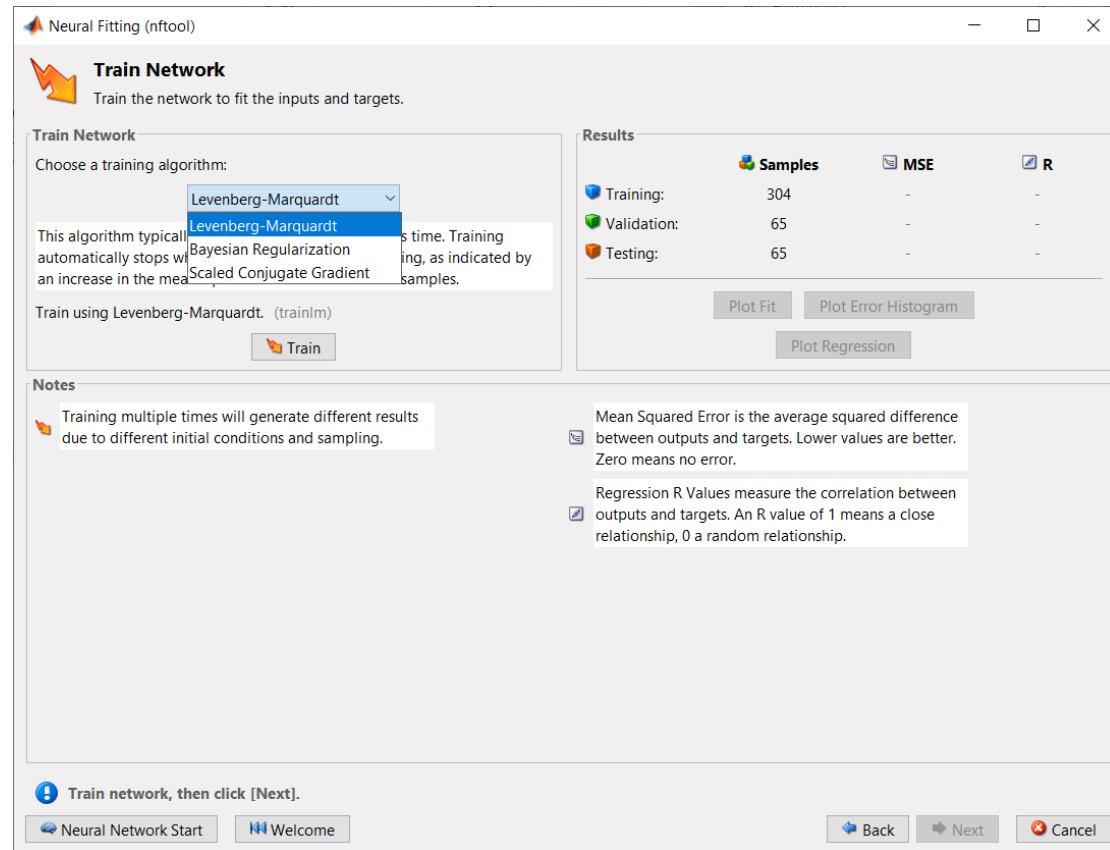 Neural Fitting (nftool)
Train Network
Train the network to fit the inputs and targets.
Train Network
Choose a training algorithm:
Levenberg-Marquardt
Levenberg-Marquardt
Bayesian Regularization
Scaled Conjugate Gradient
This algorithm typical s time. Training
automatically stops ing, as indicated by
an increase in the mea samples.
Train using Levenberg-Marquardt. (trainlm)
Train
Results
Samples MSE R
Training: 304 - -
Validation: 65 - -
Testing: 65 - -
Plot Fit Plot Error Histogram
Plot Regression
Notes
Training multiple times will generate different results
due to different initial conditions and sampling.
Mean Squared Error is the average squared difference
between outputs and targets. Lower values are better.
Zero means no error.
Regression R Values measure the correlation between
outputs and targets. An R value of 1 means a close
relationship, 0 a random relationship.
Train network, then click [Next].
Neural Network Start Welcome Back Next Cancel